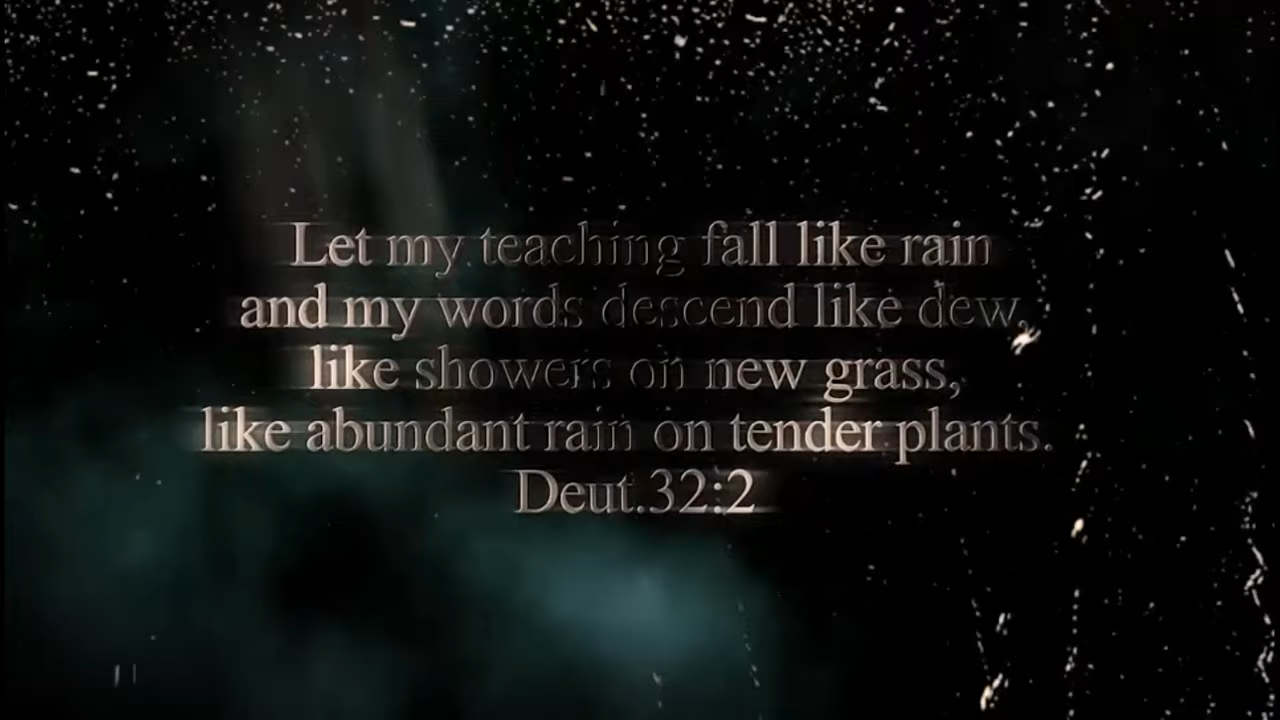 Let my teaching fall like rain
and my words descend like dew,
like showers on new grass,
like abundant rain on tender plants.
Deut.32:2